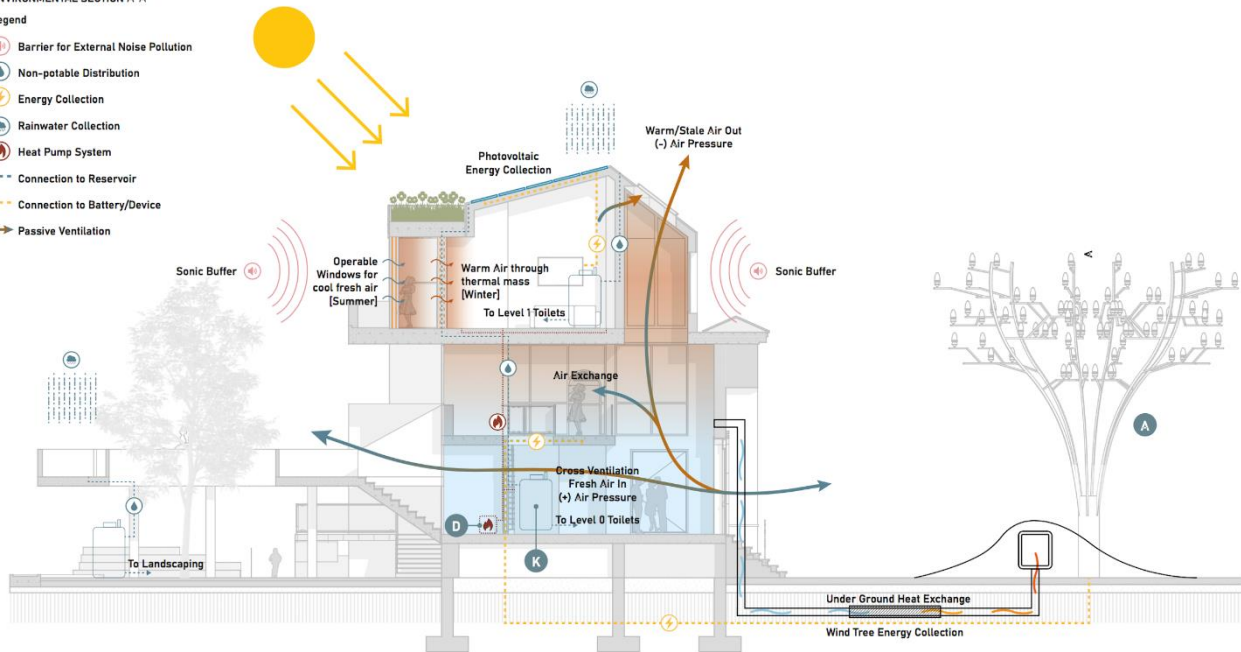 ENVIRONMENTAL SECTION A-A
Legend
Barrier for External Noise Pollution
Non-potable Distribution
Energy Collection
Rainwater Collection
Heat Pump System
Connection to Reservoir
Connection to Battery/Device
Passive Ventilation
Warm/Stale Air Out
(-) Air Pressure
Photovoltaic
Energy Collection
Sonic Buffer
Operable
Windows for
cool fresh air
[Summer]
Warm Air through
thermal mass
[Winter]
Sonic Buffer
To Level 1 Toilets
Air Exchange
A
Cross Ventilation
Fresh Air In
(+) Air Pressure
To Level 0 Toilets
D
K
To Landscaping
Under Ground Heat Exchange
Wind Tree Energy Collection